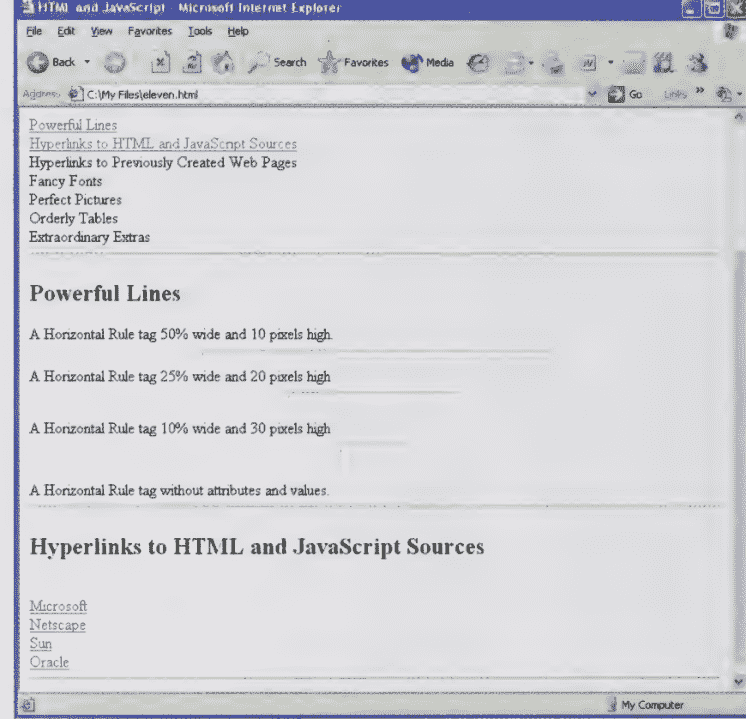 HTML and JavaScript - Microsoft Internet Explorer
File Edit View Favorites Tools Help
Back Search Favorites Media
Address C:\My Files\eleven.html Go Links »
Powerful Lines
Hyperlinks to HTML and JavaScript Sources
Hyperlinks to Previously Created Web Pages
Fancy Fonts
Perfect Pictures
Orderly Tables
Extraordinary Extras
Powerful Lines
A Horizontal Rule tag 50% wide and 10 pixels high.
A Horizontal Rule tag 25% wide and 20 pixels high
A Horizontal Rule tag 10% wide and 30 pixels high
A Horizontal Rule tag without attributes and values.
Hyperlinks to HTML and JavaScript Sources
Microsoft
Netscape
Sun
Oracle
My Computer